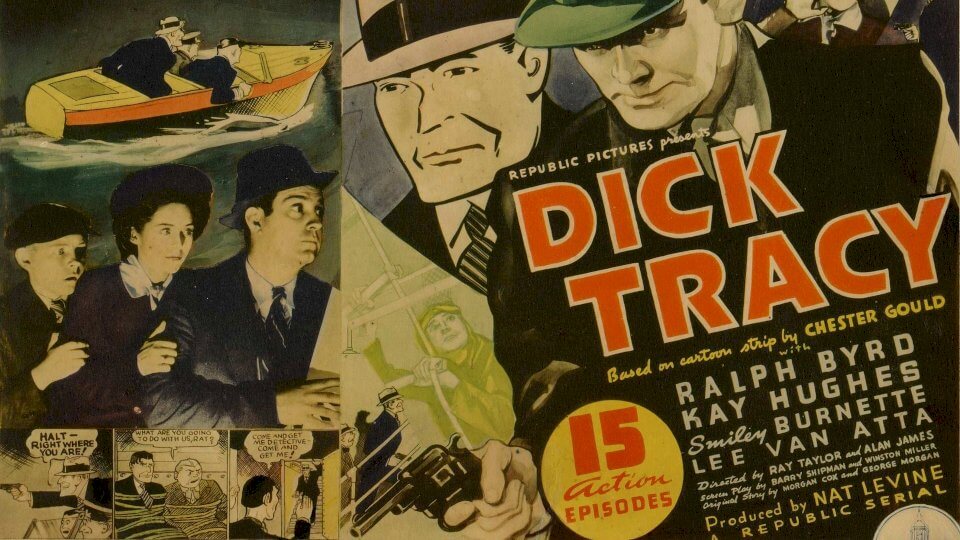 REPUBLIC PICTURES presents
DICK
TRACY
Based on cartoon strip by CHESTER GOULD
with
RALPH BYRD
KAY HUGHES
Smiley BURNETTE
LEE VAN ATTA
Directed by RAY TAYLOR and ALAN JAMES
Screen Play by BARRY SHIPMAN and WINSTON MILLER
Original Story by MORGAN COX and GEORGE MORGAN
Produced by NAT LEVINE
A REPUBLIC SERIAL
15
action
EPISODES
HALT—
RIGHT WHERE
YOU ARE!
WHAT ARE YOU GOING
TO DO WITH US, RAT?
COME AND GET
ME DETECTIVE
COME AND
GET ME!